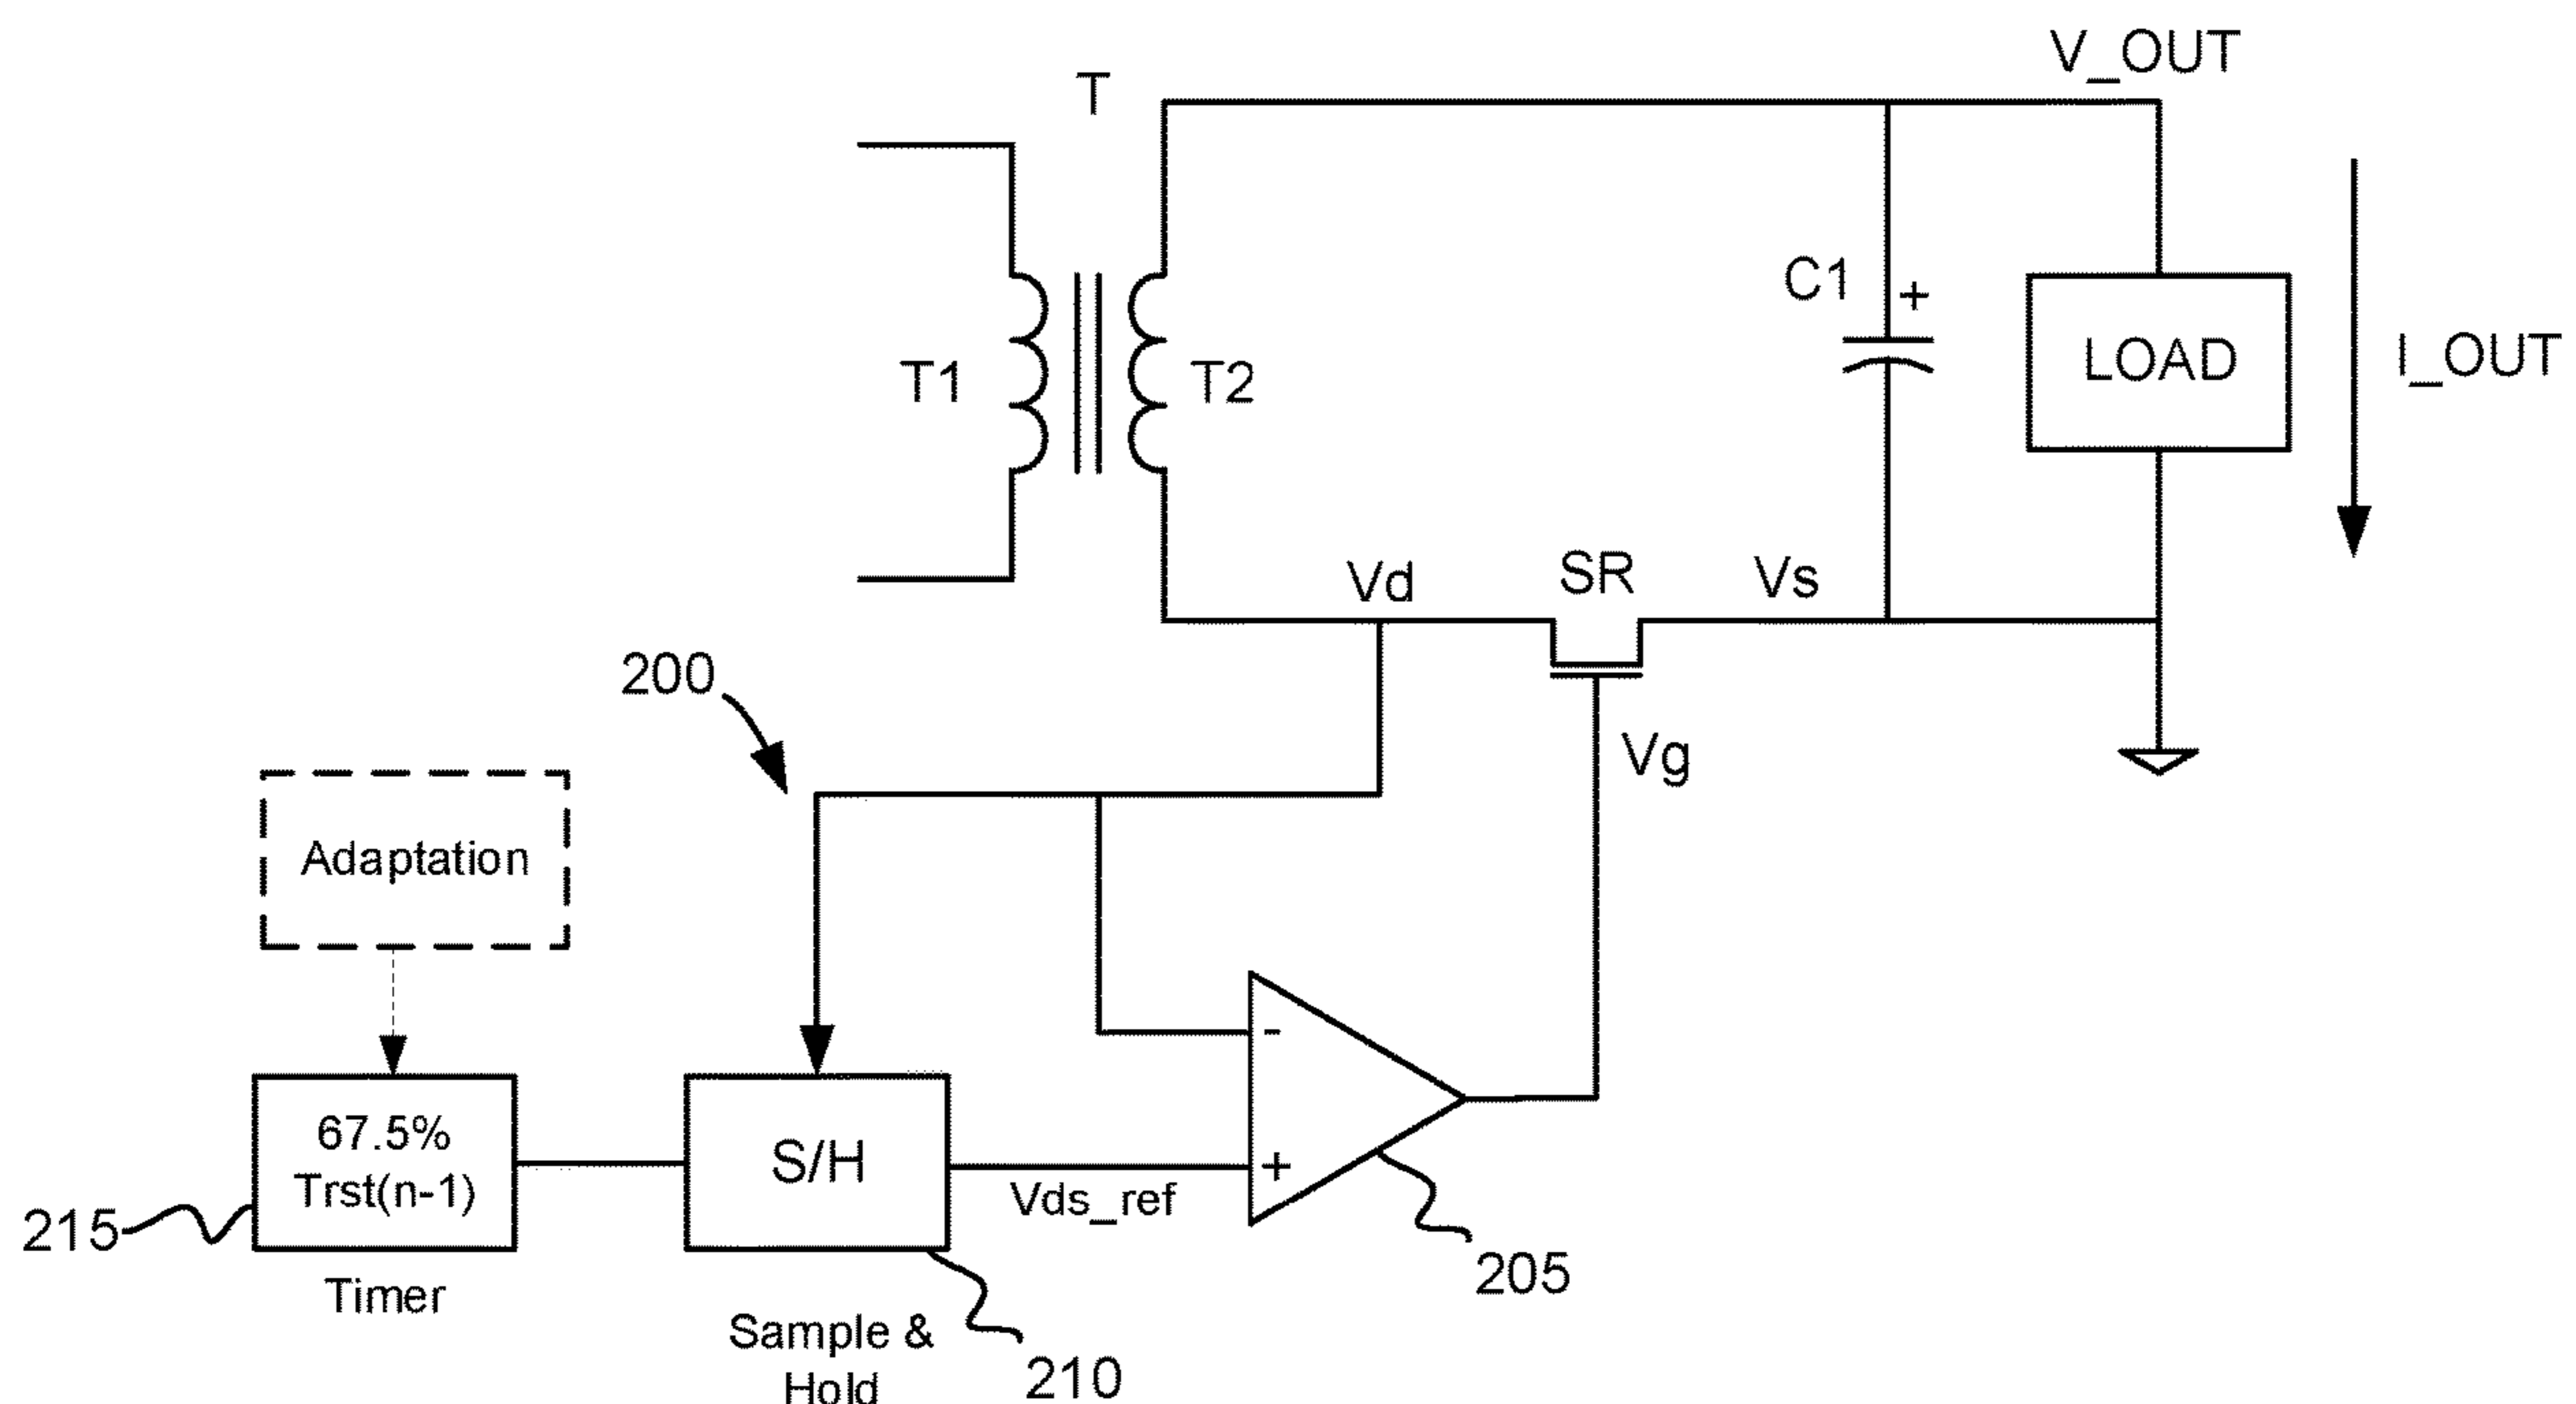 V_OUT
T
C1
+
LOAD
I_OUT
T1
T2
Vd
SR
Vs
200
Vg
Adaptation
-
67.5%
Trst(n-1)
S/H
+
Vds_ref
215
Timer
205
Sample &
Hold
210